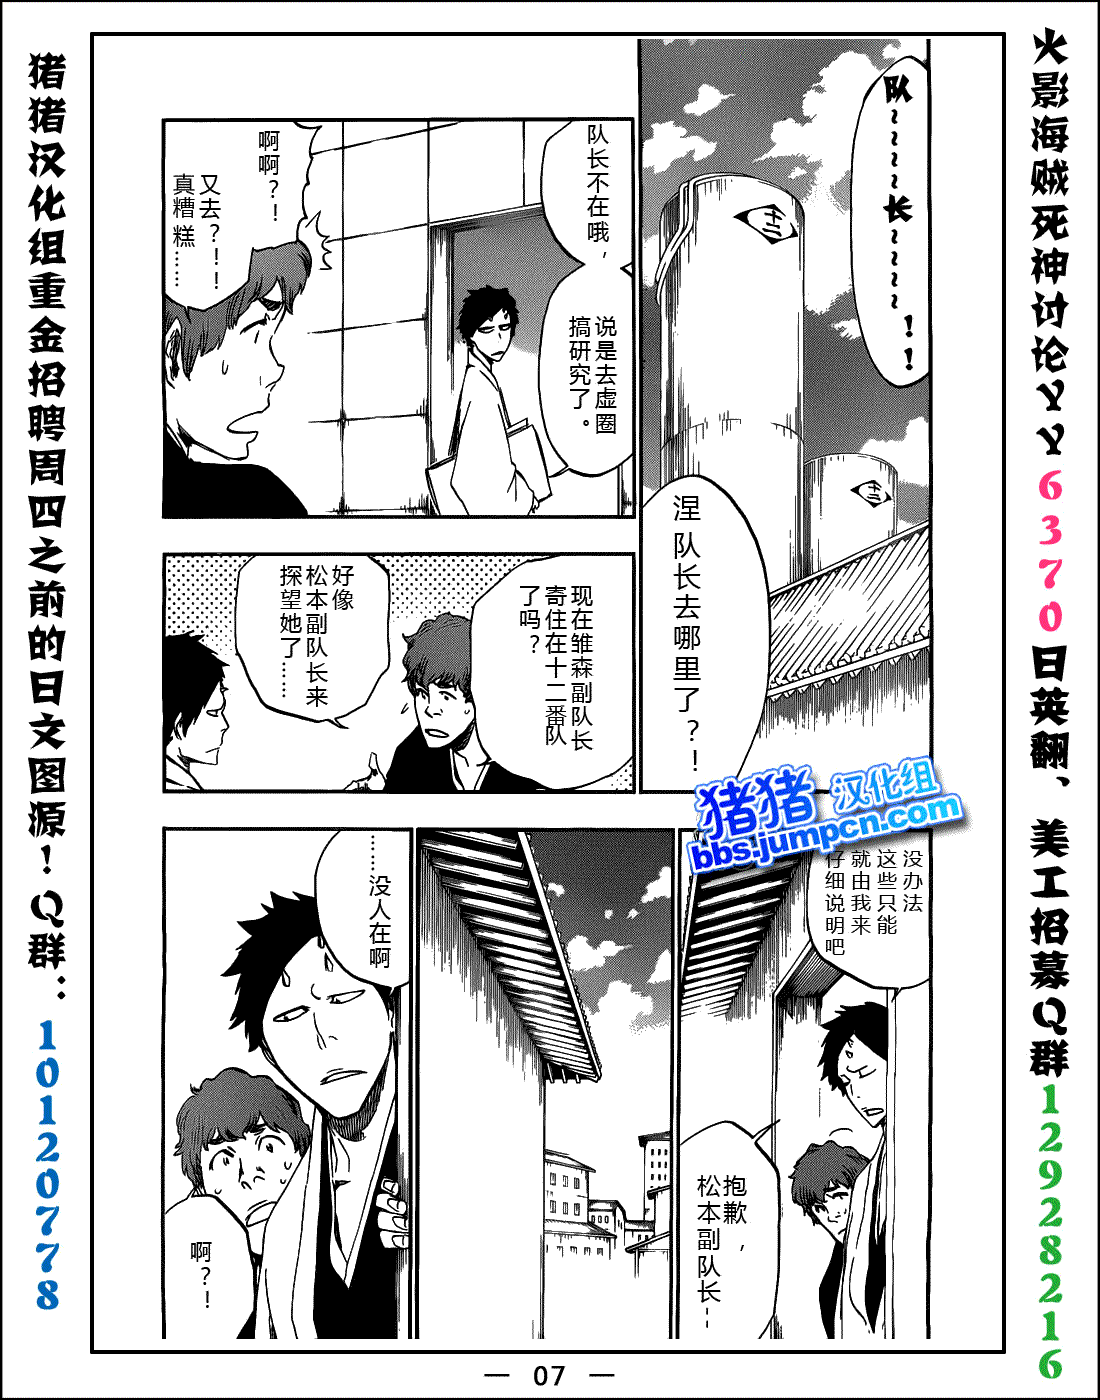 火影海贼死神讨论YY6370日英翻、美工招募Q群12928216
猪猪汉化组重金招聘周四之前的日文图源！Q群：101207778
队~~~~~长~~~~！！
十二
十二
涅队长去哪里了？！
队长不在哦，
说是去虚圈
搞研究了。
啊啊？！
又去？！！
真糟糕……
现在雏森副队长
寄住在十二番队
了吗？
好像
松本副队长来
探望她了……
猪猪汉化组
bbs.jumpcn.com
没办法
这些只能
就由我来
仔细说明吧
抱歉，
松本副队长--
……没人在啊
啊？！
— 07 —